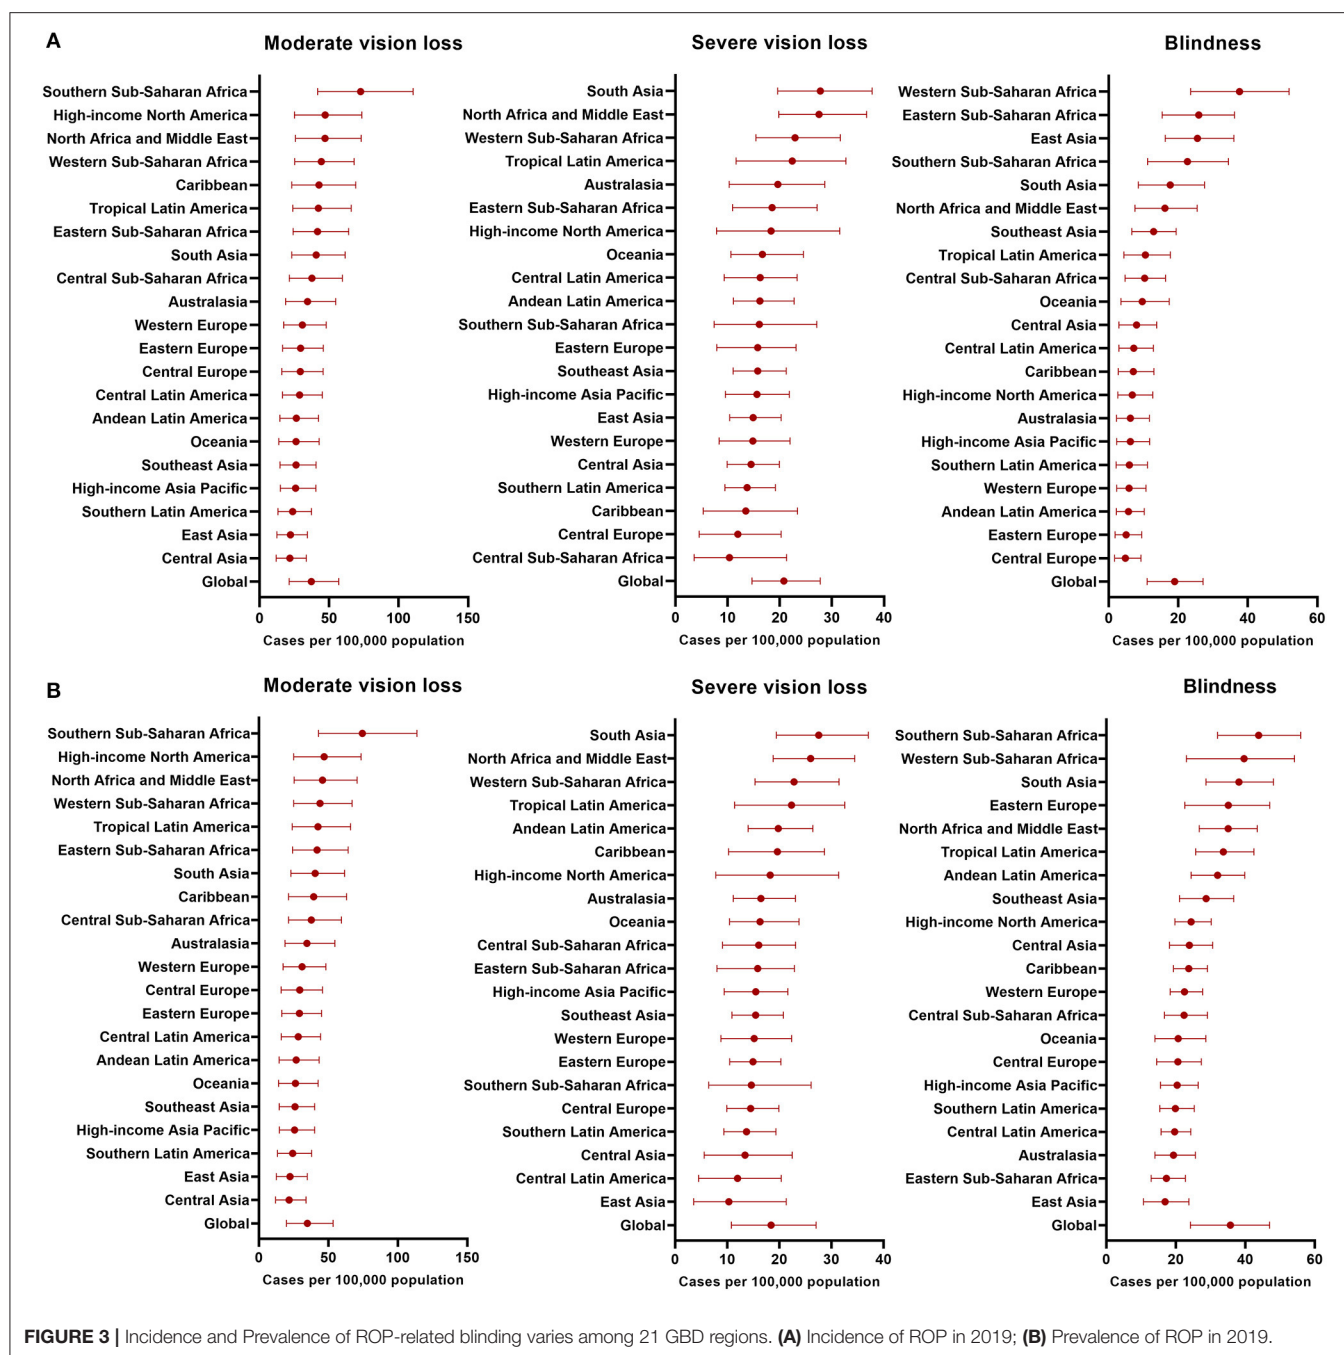 A
Moderate vision loss
Southern Sub-Saharan Africa
High-income North America
North Africa and Middle East
Western Sub-Saharan Africa
Caribbean
Tropical Latin America
Eastern Sub-Saharan Africa
South Asia
Central Sub-Saharan Africa
Australasia
Western Europe
Eastern Europe
Central Europe
Central Latin America
Andean Latin America
Oceania
Southeast Asia
High-income Asia Pacific
Southern Latin America
East Asia
Central Asia
Global
0 50 100 150
Cases per 100,000 population
Severe vision loss
South Asia
North Africa and Middle East
Western Sub-Saharan Africa
Tropical Latin America
Australasia
Eastern Sub-Saharan Africa
High-income North America
Oceania
Central Latin America
Andean Latin America
Southern Sub-Saharan Africa
Eastern Europe
Southeast Asia
High-income Asia Pacific
East Asia
Western Europe
Central Asia
Southern Latin America
Caribbean
Central Europe
Central Sub-Saharan Africa
Global
0 10 20 30 40
Cases per 100,000 population
Blindness
Western Sub-Saharan Africa
Eastern Sub-Saharan Africa
East Asia
Southern Sub-Saharan Africa
South Asia
North Africa and Middle East
Southeast Asia
Tropical Latin America
Central Sub-Saharan Africa
Oceania
Central Asia
Central Latin America
Caribbean
High-income North America
Australasia
High-income Asia Pacific
Southern Latin America
Western Europe
Andean Latin America
Eastern Europe
Central Europe
Global
0 20 40 60
Cases per 100,000 population
B
Moderate vision loss
Southern Sub-Saharan Africa
High-income North America
North Africa and Middle East
Western Sub-Saharan Africa
Tropical Latin America
Eastern Sub-Saharan Africa
South Asia
Caribbean
Central Sub-Saharan Africa
Australasia
Western Europe
Central Europe
Eastern Europe
Central Latin America
Andean Latin America
Oceania
Southeast Asia
High-income Asia Pacific
Southern Latin America
East Asia
Central Asia
Global
0 50 100 150
Cases per 100,000 population
Severe vision loss
South Asia
North Africa and Middle East
Western Sub-Saharan Africa
Tropical Latin America
Andean Latin America
Caribbean
High-income North America
Australasia
Oceania
Central Sub-Saharan Africa
Eastern Sub-Saharan Africa
High-income Asia Pacific
Southeast Asia
Western Europe
Eastern Europe
Southern Sub-Saharan Africa
Central Europe
Southern Latin America
Central Asia
Central Latin America
East Asia
Global
0 10 20 30 40
Cases per 100,000 population
Blindness
Southern Sub-Saharan Africa
Western Sub-Saharan Africa
South Asia
Eastern Europe
North Africa and Middle East
Tropical Latin America
Andean Latin America
Southeast Asia
High-income North America
Central Asia
Caribbean
Western Europe
Central Sub-Saharan Africa
Oceania
Central Europe
High-income Asia Pacific
Southern Latin America
Central Latin America
Australasia
Eastern Sub-Saharan Africa
East Asia
Global
0 20 40 60
Cases per 100,000 population
FIGURE 3 | Incidence and Prevalence of ROP-related blinding varies among 21 GBD regions. (A) Incidence of ROP in 2019; (B) Prevalence of ROP in 2019.